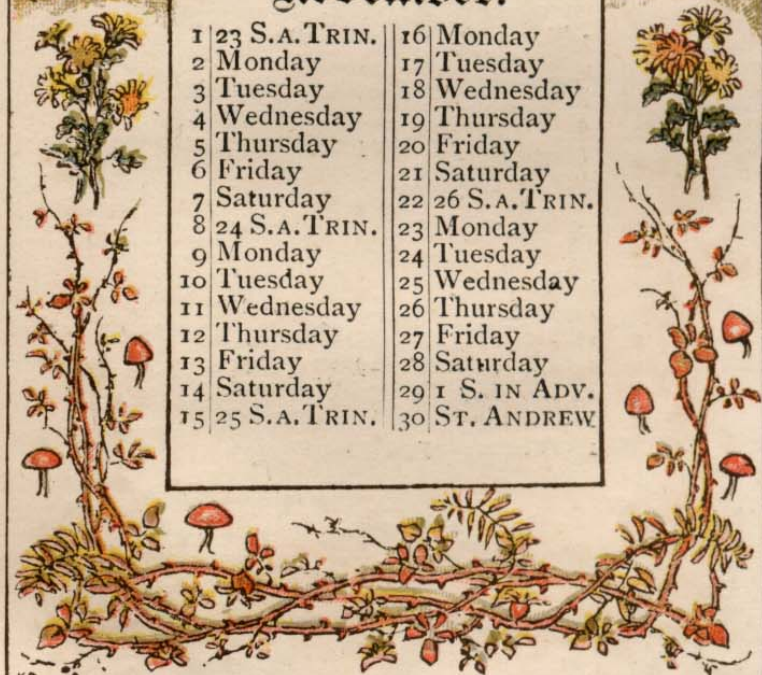 November.
1 23 S.A.TRIN.
2 Monday
3 Tuesday
4 Wednesday
5 Thursday
6 Friday
7 Saturday
8 24 S.A.TRIN.
9 Monday
10 Tuesday
11 Wednesday
12 Thursday
13 Friday
14 Saturday
15 25 S.A.TRIN.
16 Monday
17 Tuesday
18 Wednesday
19 Thursday
20 Friday
21 Saturday
22 26 S.A.TRIN.
23 Monday
24 Tuesday
25 Wednesday
26 Thursday
27 Friday
28 Saturday
29 1 S. IN ADV.
30 ST. ANDREW